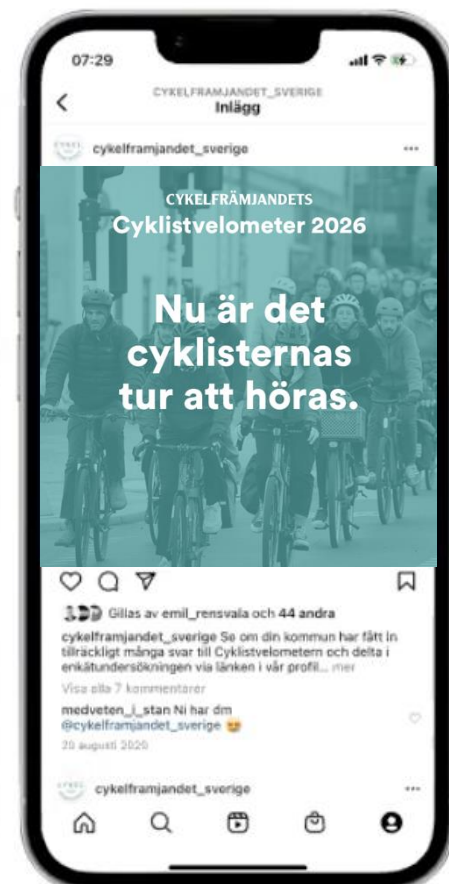 07:29
CYKELFRAMJANDET_SVERIGE
Inlägg
cykelframjandet_sverige
CYKELFRÄMJANDETS
Cyklistvelometer 2026
Nu är det
cyklisternas
tur att höras.
Gillas av emil_rensvala och 44 andra
cykelframjandet_sverige Se om din kommun har fått in
tillräckligt många svar till Cyklistvelometern och delta i
enkätundersökningen via länken i vår profil... mer
Visa alla 7 kommentarer
medveten_i_stan Ni har dm
@cykelframjandet_sverige 😍
20 augusti 2020
cykelframjandet_sverige